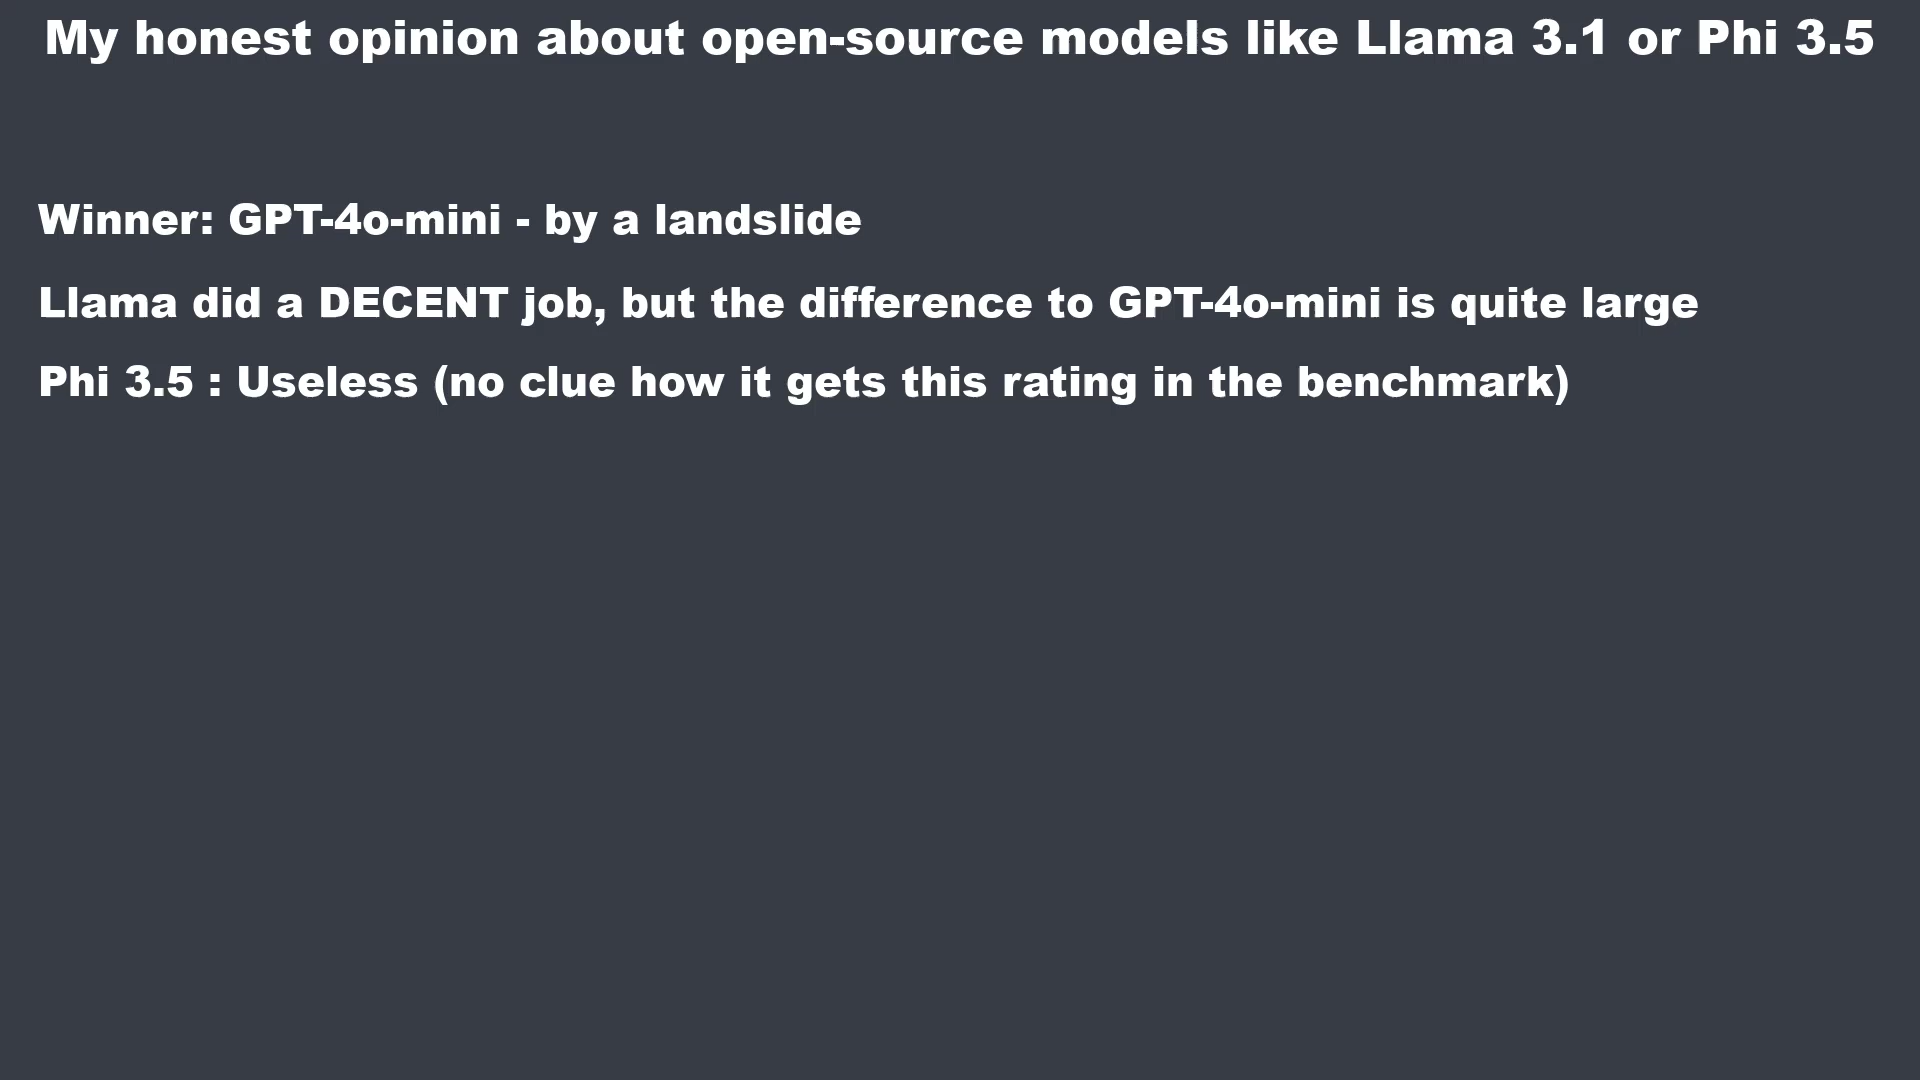 My honest opinion about open-source models like Llama 3.1 or Phi 3.5
Winner: GPT-4o-mini - by a landslide
Llama did a DECENT job, but the difference to GPT-4o-mini is quite large
Phi 3.5 : Useless (no clue how it gets this rating in the benchmark)